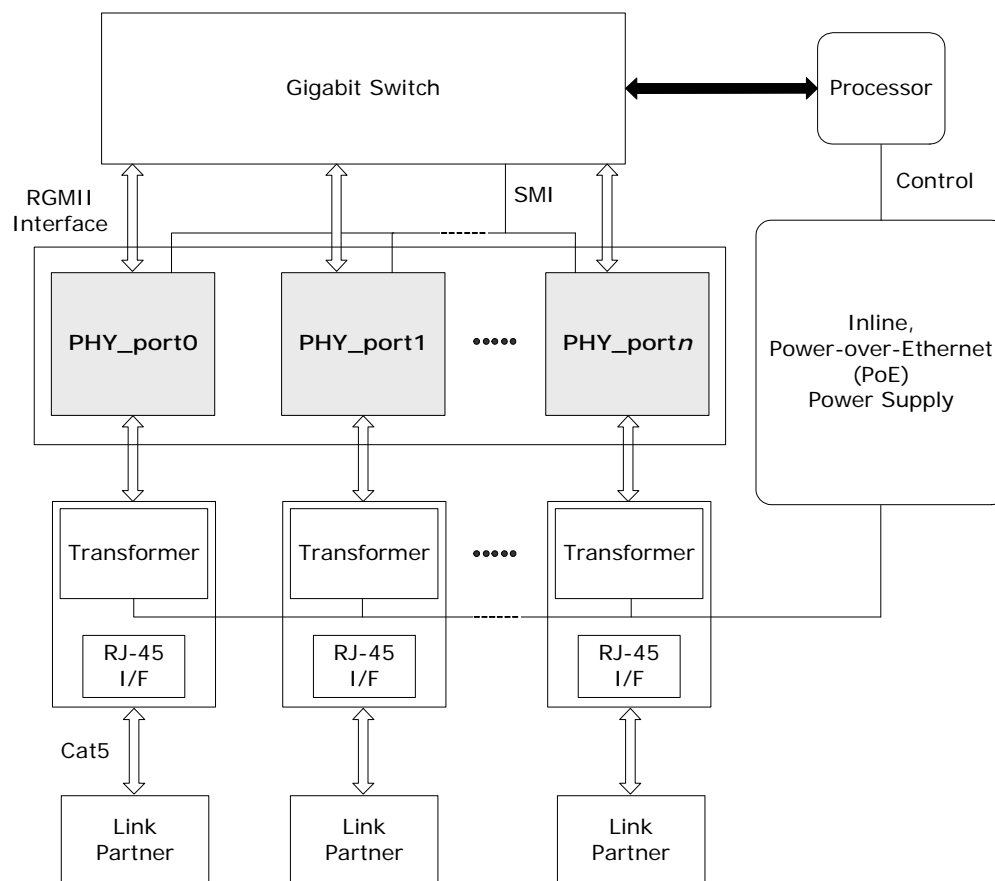 Gigabit Switch
Processor
RGMII
Interface
SMI
Control
PHY_port0
PHY_port1
PHY_portn
Inline,
Power-over-Ethernet
(PoE)
Power Supply
Transformer
Transformer
Transformer
RJ-45
I/F
RJ-45
I/F
RJ-45
I/F
Cat5
Link
Partner
Link
Partner
Link
Partner